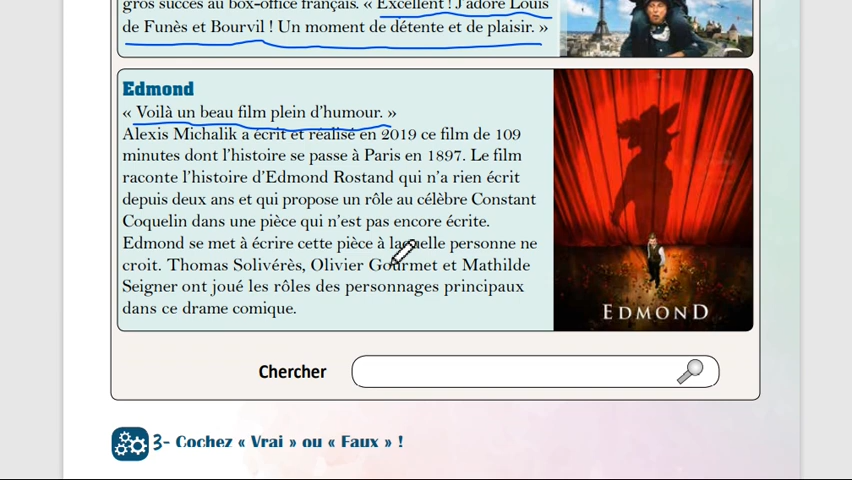 gros succès au box-office français. « Excellent ! J'adore Louis
de Funès et Bourvil ! Un moment de détente et de plaisir. »
Edmond
« Voilà un beau film plein d'humour. »
Alexis Michalik a écrit et réalisé en 2019 ce film de 109
minutes dont l'histoire se passe à Paris en 1897. Le film
raconte l'histoire d'Edmond Rostand qui n'a rien écrit
depuis deux ans et qui propose un rôle au célèbre Constant
Coquelin dans une pièce qui n'est pas encore écrite.
Edmond se met à écrire cette pièce à laquelle personne ne
croit. Thomas Solivérès, Olivier Gourmet et Mathilde
Seigner ont joué les rôles des personnages principaux
dans ce drame comique.
EDMOND
Chercher
3- Cochez « Vrai » ou « Faux » !